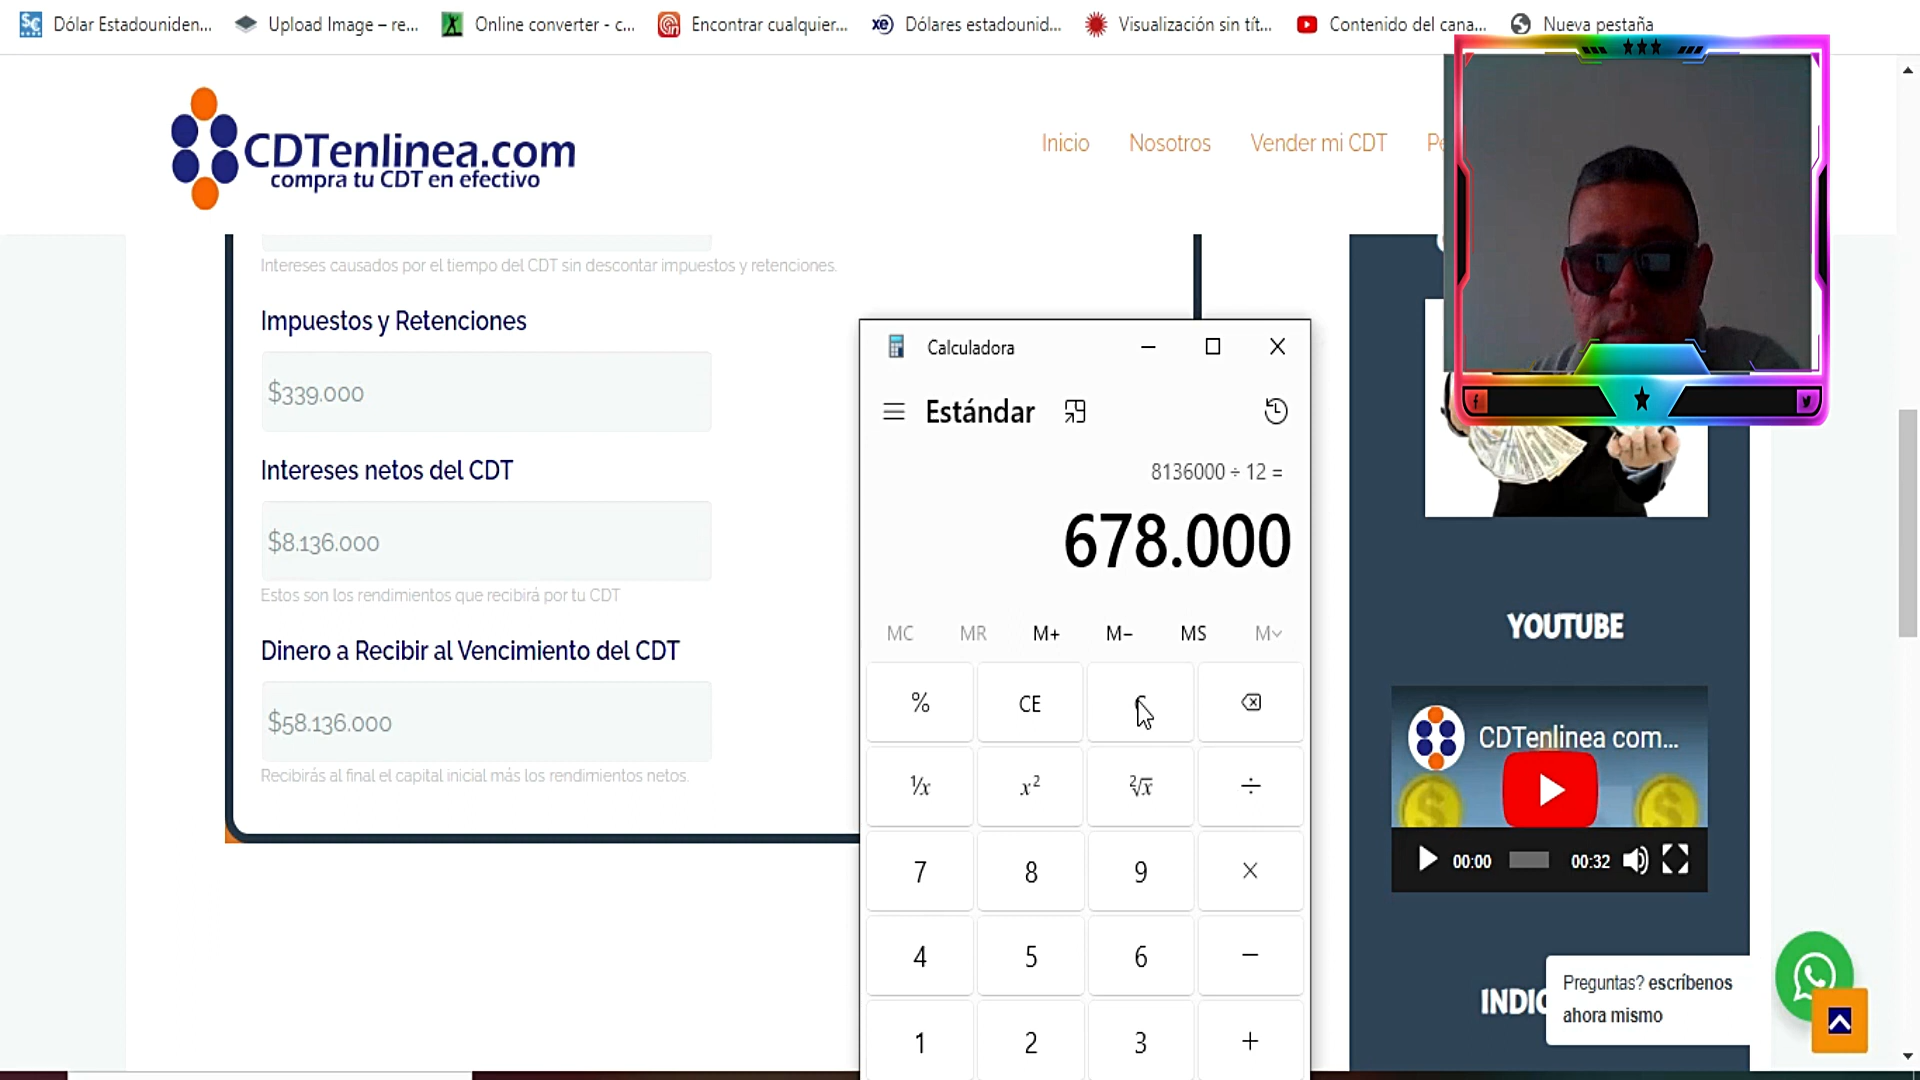 Dólar Estadouniden...
Upload Image – re...
Online converter - c...
Encontrar cualquier...
Dólares estadounid...
Visualización sin tít...
Contenido del cana...
Nueva pestaña
CDTenlinea.com
compra tu CDT en efectivo
Inicio
Nosotros
Vender mi CDT
Intereses causados por el tiempo del CDT sin descontar impuestos y retenciones.
Impuestos y Retenciones
$339.000
Intereses netos del CDT
$8.136.000
Estos son los rendimientos que recibirá por tu CDT
Dinero a Recibir al Vencimiento del CDT
$58.136.000
Recibirás al final el capital inicial más los rendimientos netos.
Calculadora
Estándar
8136000 ÷ 12 =
678.000
MC MR M+ M− MS M
% CE C
1/x x² ²√x ÷
7 8 9 ×
4 5 6 −
1 2 3 +
YOUTUBE
CDTenlinea com...
00:00 00:32
INDIC
Preguntas? escríbenos
ahora mismo